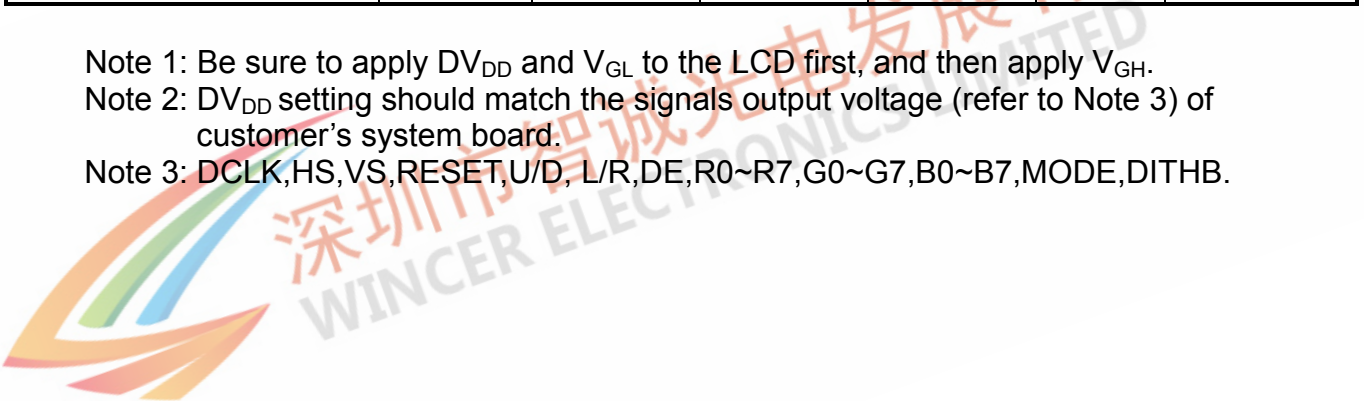 Note 1: Be sure to apply DVDD and VGL to the LCD first, and then apply VGH.
Note 2: DVDD setting should match the signals output voltage (refer to Note 3) of
customer's system board.
Note 3: DCLK,HS,VS,RESET,U/D, L/R,DE,R0~R7,G0~G7,B0~B7,MODE,DITHB.
深圳市智诚光电发展有
WINCER ELECTRONICS LIMITED